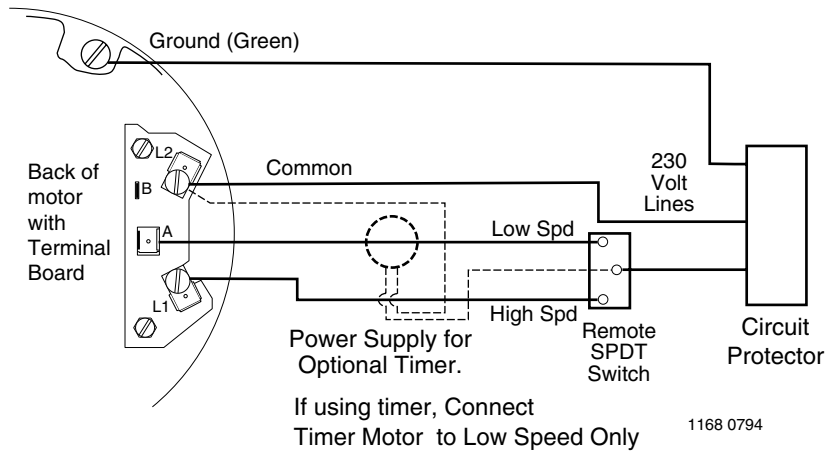 Ground (Green)
L2
Common
230
Volt
Lines
Back of
motor
with
Terminal
Board
B
A
Low Spd
L1
High Spd
Power Supply for
Optional Timer.
Remote
SPDT
Switch
Circuit
Protector
If using timer, Connect
Timer Motor to Low Speed Only
1168 0794